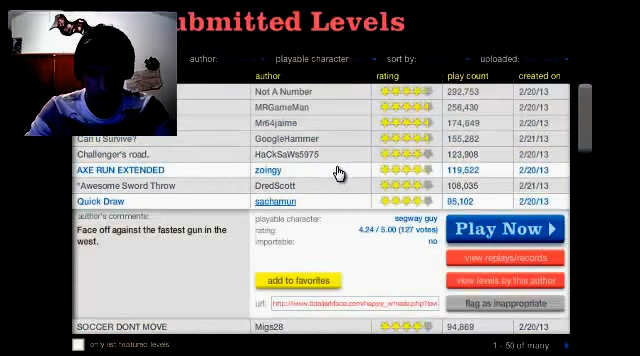 ubmitted Levels
author: playable character: sort by: uploaded:
author rating play count created on
Not A Number 292,753 2/20/13
MRGameMan 256,430 2/20/13
Mr64jaime 174,649 2/20/13
Can u Survive? GoogleHammer 155,282 2/21/13
Challenger's road. HaCkSaWs5975 123,908 2/20/13
AXE RUN EXTENDED zoingy 119,522 2/20/13
*Awesome Sword Throw DredScott 108,035 2/21/13
Quick Draw sachamun 95,102 2/20/13
author's comments:
Face off against the fastest gun in the
west.
playable character: segway guy
rating: 4.24 / 5.00 (127 votes)
importable: no
Play Now
view replays/records
add to favorites
view levels by this author
url: http://www.totaljerkface.com/happy_wheels.php?lev
flag as inappropriate
SOCCER DONT MOVE Migs28 94,869 2/20/13
only list featured levels
1 - 50 of many